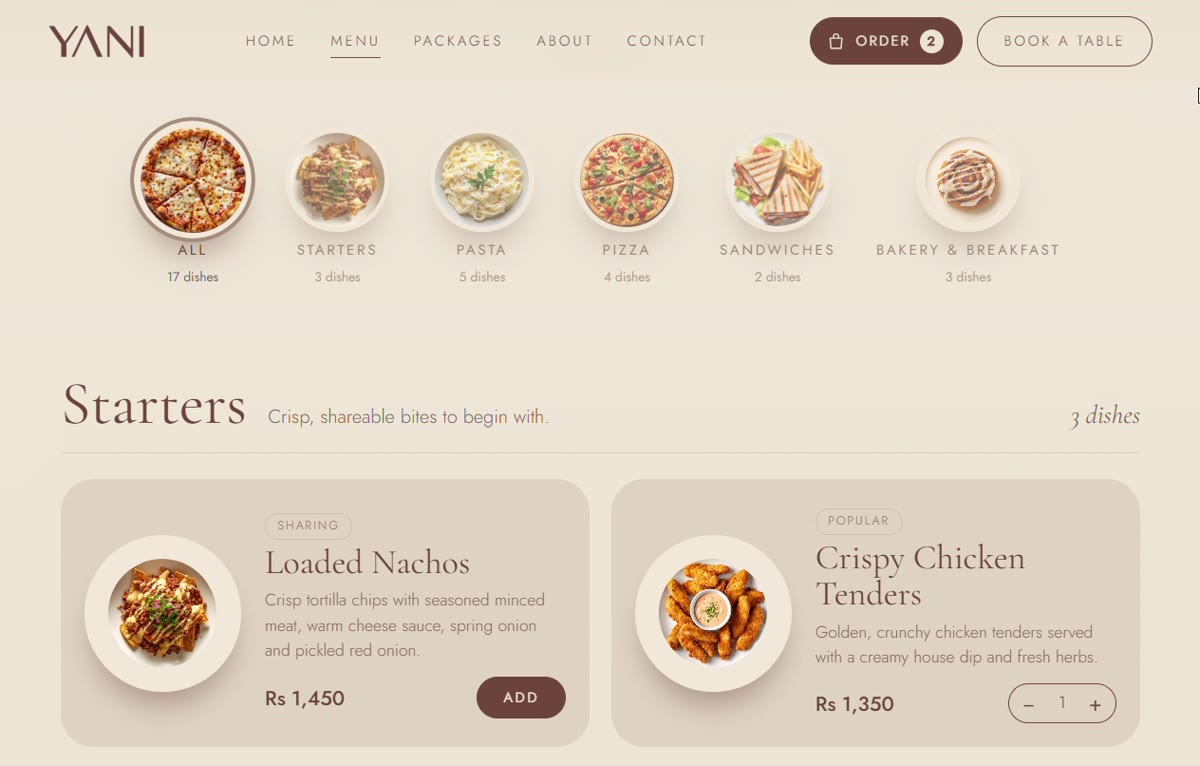 YANI
HOME
MENU
PACKAGES
ABOUT
CONTACT
ORDER 2
BOOK A TABLE
ALL
17 dishes
STARTERS
3 dishes
PASTA
5 dishes
PIZZA
4 dishes
SANDWICHES
2 dishes
BAKERY & BREAKFAST
3 dishes
Starters
Crisp, shareable bites to begin with.
3 dishes
SHARING
Loaded Nachos
Crisp tortilla chips with seasoned minced
meat, warm cheese sauce, spring onion
and pickled red onion.
Rs 1,450
ADD
POPULAR
Crispy Chicken
Tenders
Golden, crunchy chicken tenders served
with a creamy house dip and fresh herbs.
Rs 1,350
– 1 +